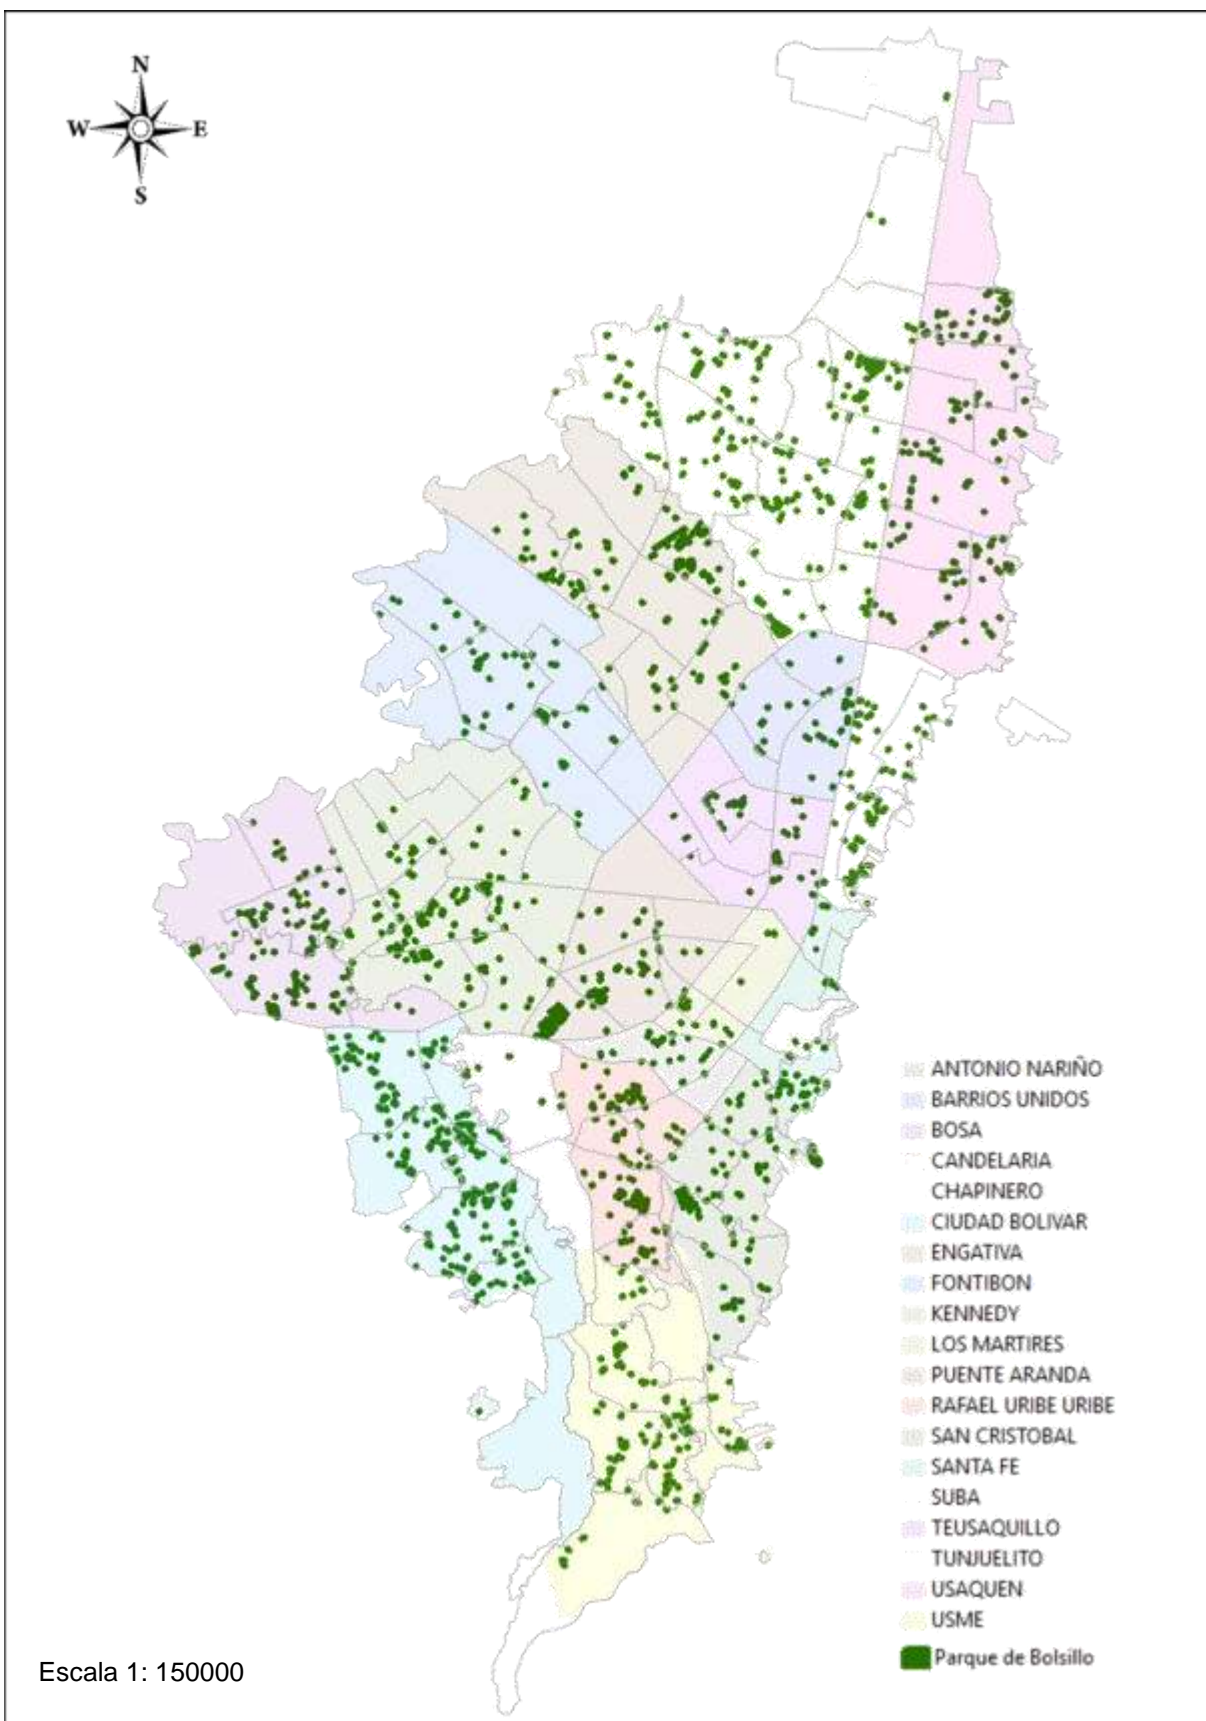 N
W E
S
ANTONIO NARIÑO
BARRIOS UNIDOS
BOSA
CANDELARIA
CHAPINERO
CIUDAD BOLIVAR
ENGATIVA
FONTIBON
KENNEDY
LOS MARTIRES
PUENTE ARANDA
RAFAEL URIBE URIBE
SAN CRISTOBAL
SANTA FE
SUBA
TEUSAQUILLO
TUNJUELITO
USAQUEN
USME
Parque de Bolsillo
Escala 1: 150000